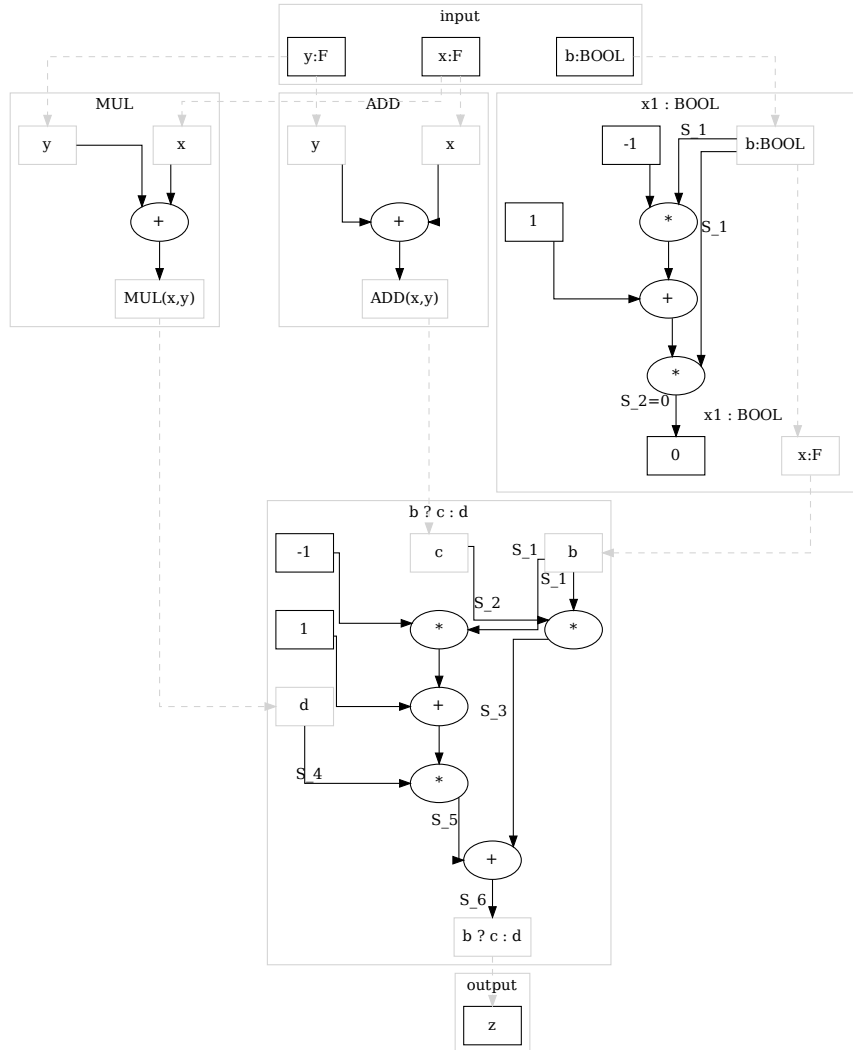 input
y:F
x:F
b:BOOL
MUL
y
x
+
MUL(x,y)
ADD
y
x
+
ADD(x,y)
x1 : BOOL
-1
S_1
b:BOOL
1
*
S_1
+
*
S_2=0
x1 : BOOL
0
x:F
b ? c : d
-1
c
S_1
b
S_1
1
*
S_2
*
d
+
S_3
S_4
*
S_5
+
S_6
b ? c : d
output
z